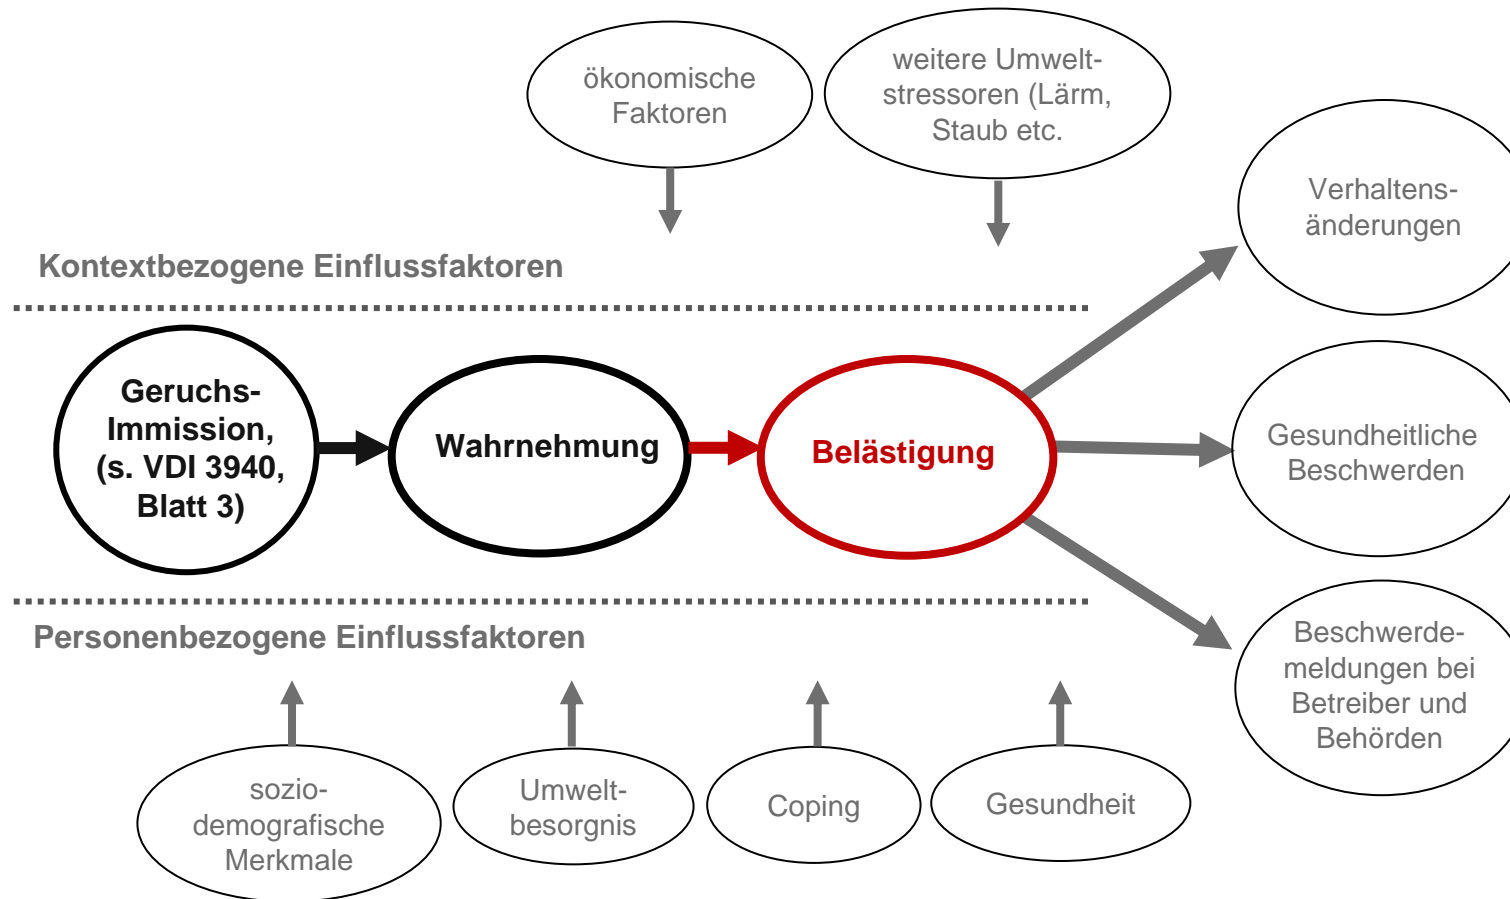 ökonomische
Faktoren
weitere Umwelt-
stressoren (Lärm,
Staub etc.
Verhaltens-
änderungen
Kontextbezogene Einflussfaktoren
Geruchs-
Immission,
(s. VDI 3940,
Blatt 3)
Wahrnehmung
Belästigung
Gesundheitliche
Beschwerden
Personenbezogene Einflussfaktoren
Beschwerde-
meldungen bei
Betreiber und
Behörden
sozio-
demografische
Merkmale
Umwelt-
besorgnis
Coping
Gesundheit